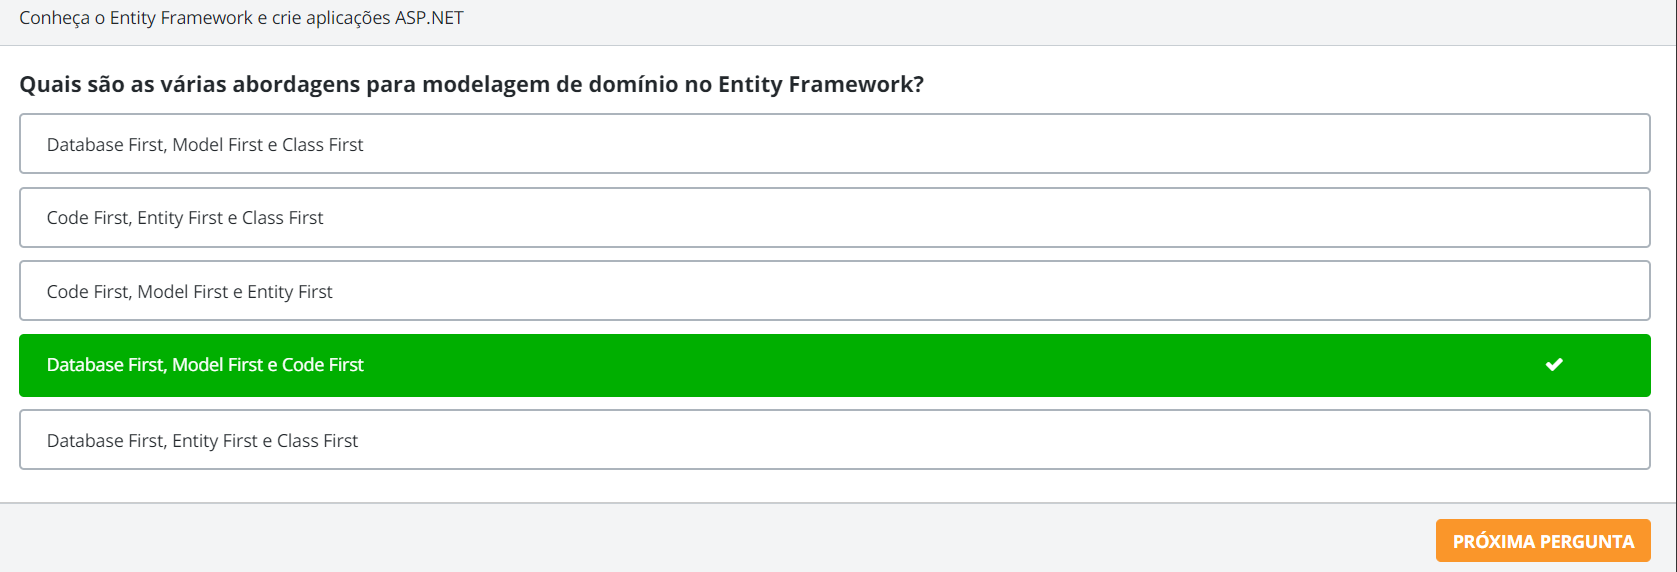 Conheça o Entity Framework e crie aplicações ASP.NET
Quais são as várias abordagens para modelagem de domínio no Entity Framework?
Database First, Model First e Class First
Code First, Entity First e Class First
Code First, Model First e Entity First
Database First, Model First e Code First
Database First, Entity First e Class First
PRÓXIMA PERGUNTA